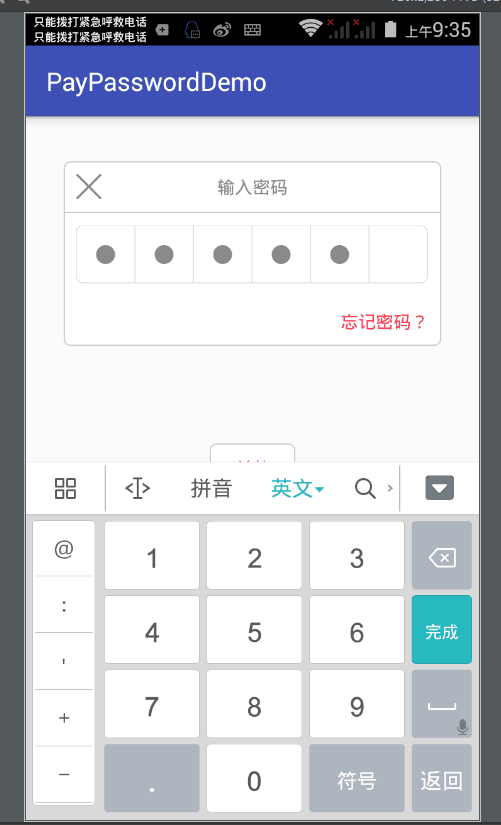 只能拨打紧急呼救电话
只能拨打紧急呼救电话
上午9:35
PayPasswordDemo
输入密码
忘记密码？
拼音 英文
@
:
'
+
−
1 2 3
4 5 6 完成
7 8 9
. 0 符号 返回